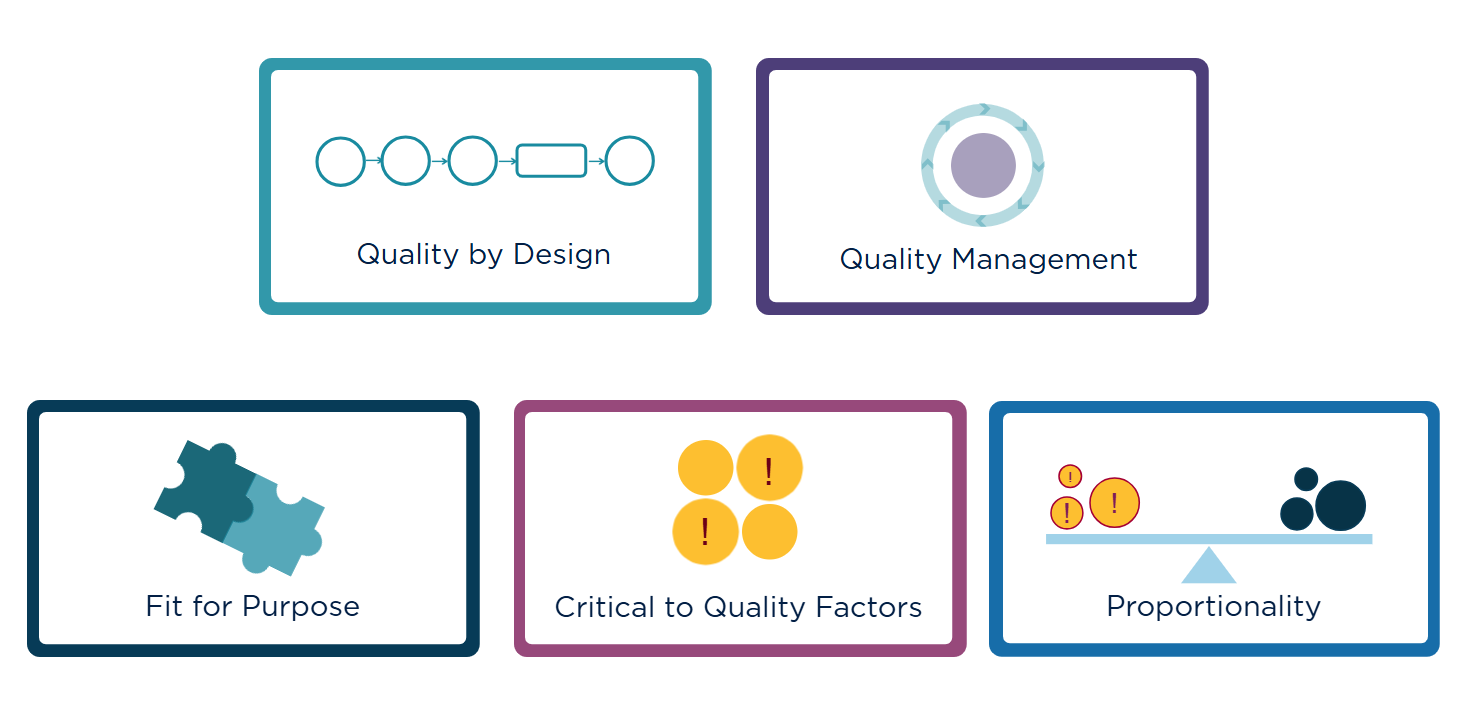 Quality by Design
Quality Management
!
!
Fit for Purpose
Critical to Quality Factors
!
!
!
Proportionality